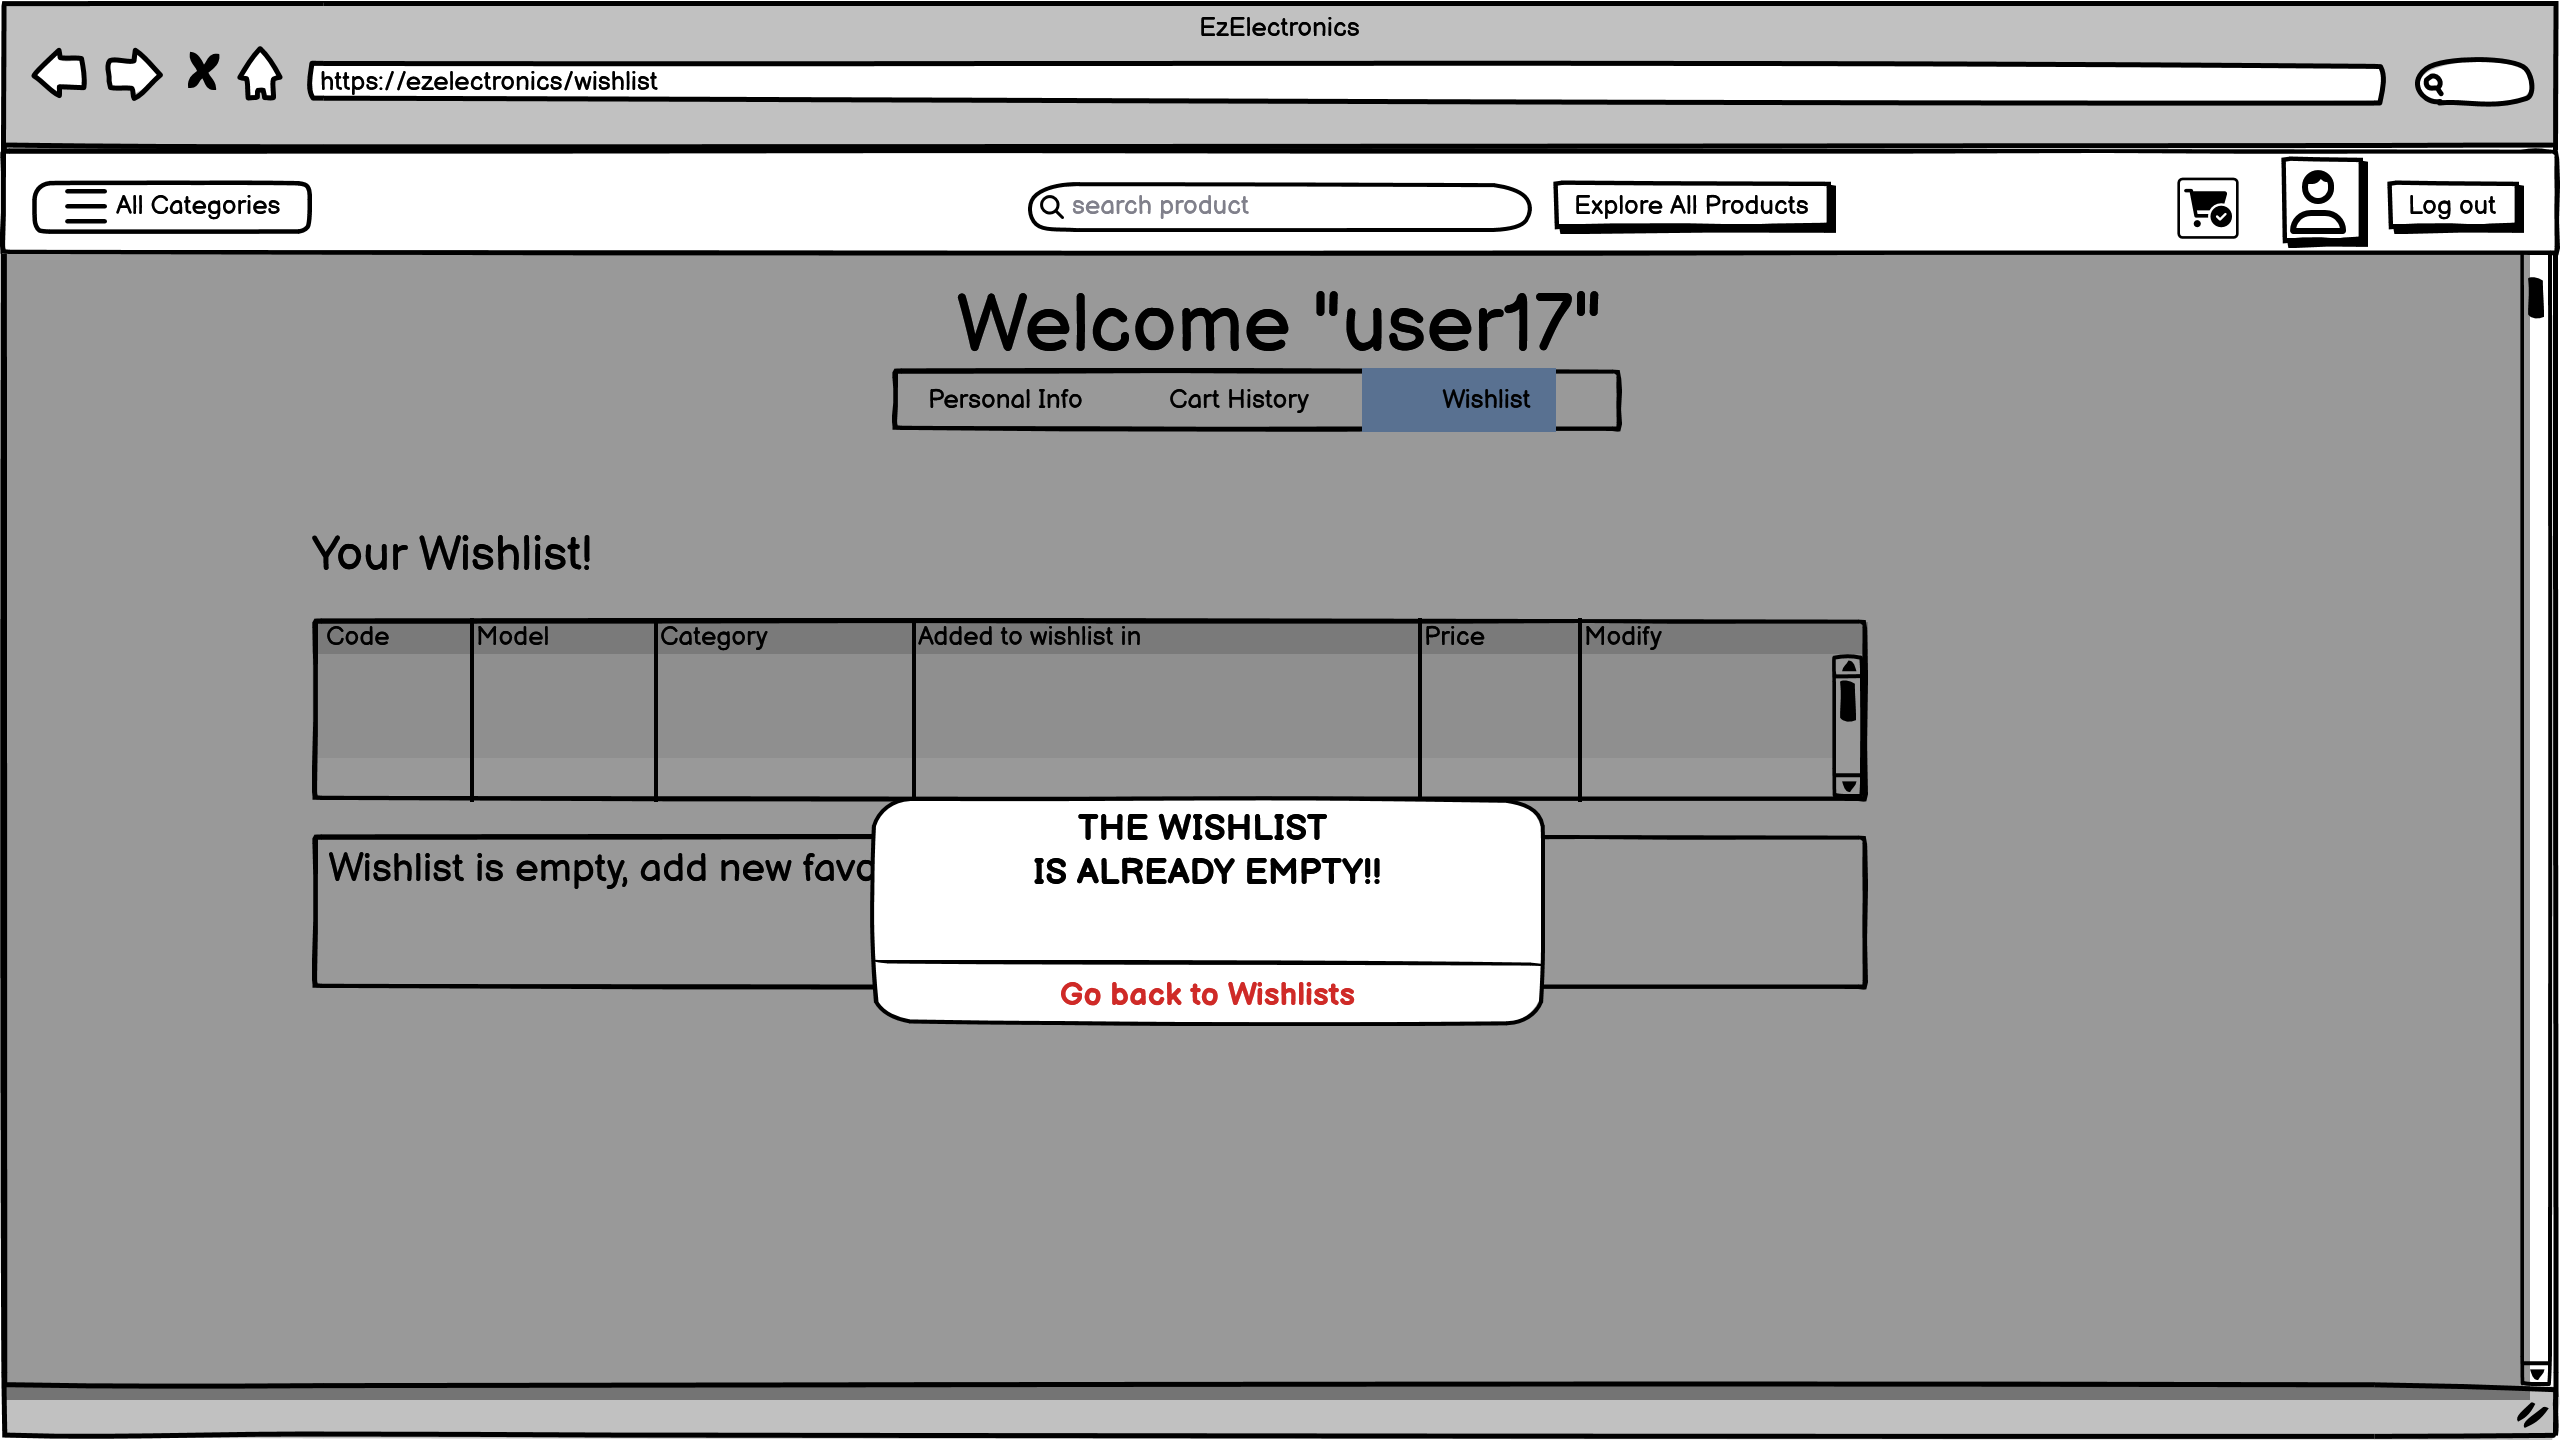 EzElectronics
https://ezelectronics/wishlist
All Categories
search product
Explore All Products
Log out
Welcome "user17"
Personal Info
Cart History
Wishlist
Your Wishlist!
Code
Model
Category
Added to wishlist in
Price
Modify
THE WISHLIST
IS ALREADY EMPTY!!
Wishlist is empty, add new
Go back to Wishlists